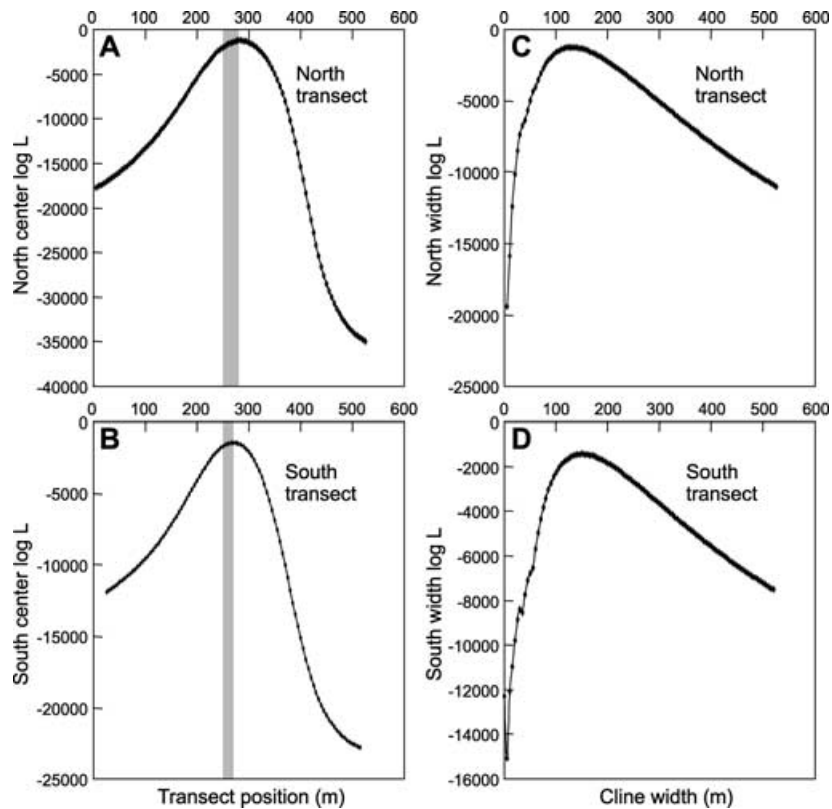 0 100 200 300 400 500 600
0
-5000
-10000
-15000
-20000
-25000
-30000
-35000
-40000
North center log L
A
North
transect
0 100 200 300 400 500 600
0
-5000
-10000
-15000
-20000
-25000
North width log L
C
North
transect
0 100 200 300 400 500 600
0
-5000
-10000
-15000
-20000
-25000
South center log L
B
South
transect
Transect position (m)
0 100 200 300 400 500 600
0
-2000
-4000
-6000
-8000
-10000
-12000
-14000
-16000
South width log L
D
South
transect
Cline width (m)